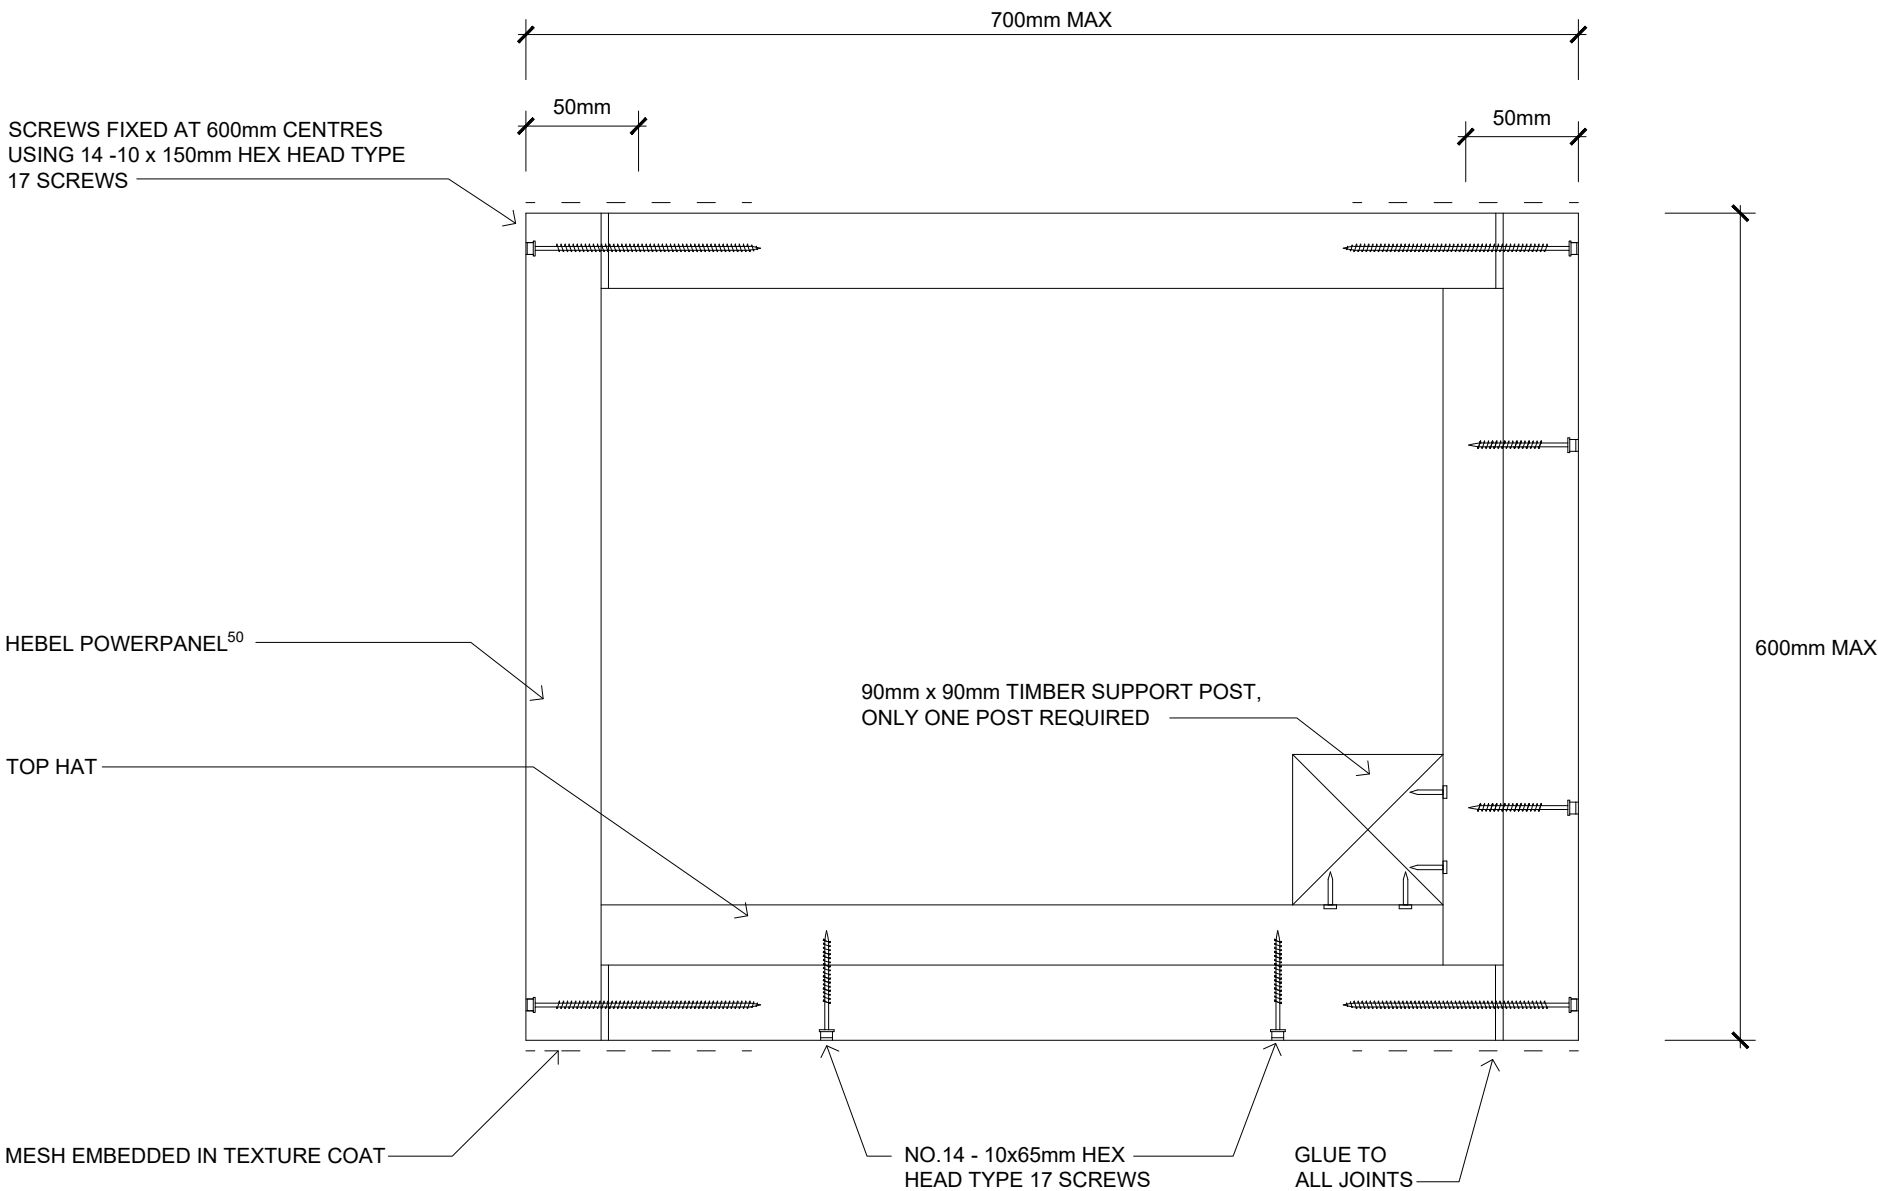 700mm MAX
50mm
50mm
SCREWS FIXED AT 600mm CENTRES
USING 14 -10 x 150mm HEX HEAD TYPE
17 SCREWS
HEBEL POWERPANEL⁵⁰
600mm MAX
90mm x 90mm TIMBER SUPPORT POST,
ONLY ONE POST REQUIRED
TOP HAT
MESH EMBEDDED IN TEXTURE COAT
NO.14 - 10x65mm HEX
HEAD TYPE 17 SCREWS
GLUE TO
ALL JOINTS